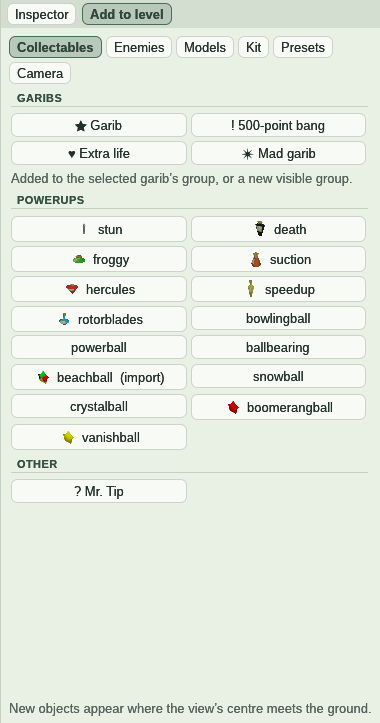 Inspector Add to level
Collectables Enemies Models Kit Presets
Camera
GARIBS
★ Garib ! 500-point bang
♥ Extra life ✷ Mad garib
Added to the selected garib's group, or a new visible group.
POWERUPS
stun death
froggy suction
hercules speedup
rotorblades bowlingball
powerball ballbearing
beachball (import) snowball
crystalball boomerangball
vanishball
OTHER
? Mr. Tip
New objects appear where the view's centre meets the ground.